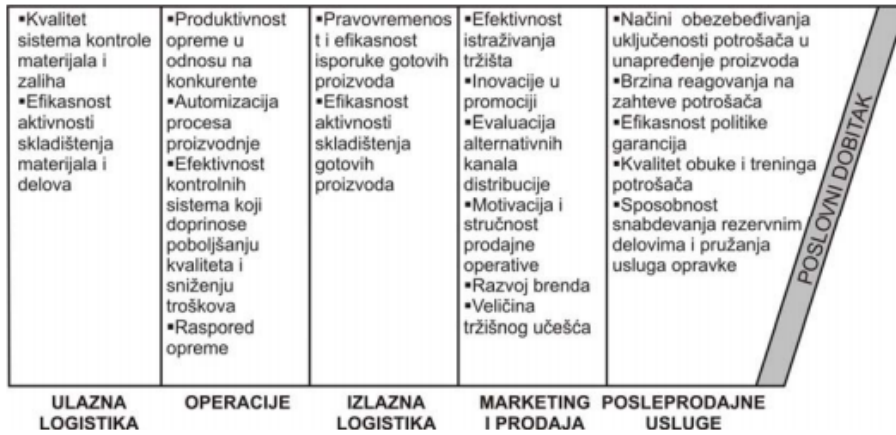 ▪Kvalitet
sistema kontrole
materijala i
zaliha
▪Efikasnost
aktivnosti
skladištenja
materijala i
delova
▪Produktivnost
opreme u
odnosu na
konkurente
▪Automizacija
procesa
proizvodnje
▪Efektivnost
kontrolnih
sistema koji
doprinose
poboljšanju
kvaliteta i
sniženju
troškova
▪Raspored
opreme
▪Pravovremenos
t i efikasnost
isporuke gotovih
proizvoda
▪Efikasnost
aktivnosti
skladištenja
gotovih
proizvoda
▪Efektivnost
istraživanja
tržišta
▪Inovacije u
promociji
▪Evaluacija
alternativnih
kanala
distribucije
▪Motivacija i
stručnost
prodajne
operative
▪Razvoj brenda
▪Veličina
tržišnog učešća
▪Načini obezebeđivanja
uključenosti potrošača u
unapređenje proizvoda
▪Brzina reagovanja na
zahteve potrošača
▪Efikasnost politike
garancija
▪Kvalitet obuke i treninga
potrošača
▪Sposobnost
snabdevanja rezervnim
delovima i pružanja
usluga opravke
POSLOVNI DOBITAK
ULAZNA
LOGISTIKA
OPERACIJE
IZLAZNA
LOGISTIKA
MARKETING
I PRODAJA
POSLEPRODAJNE
USLUGE